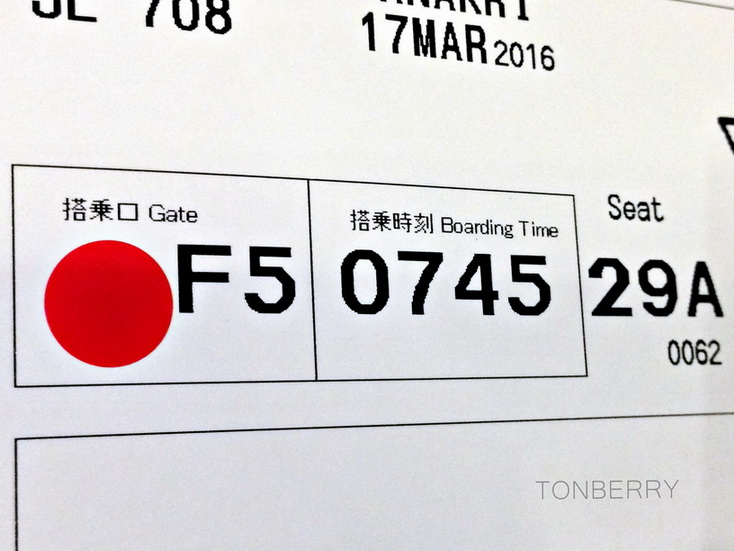 JL 708
17MAR2016
搭乗口 Gate
F5
搭乗時刻 Boarding Time
0745
Seat
29A
0062
TONBERRY